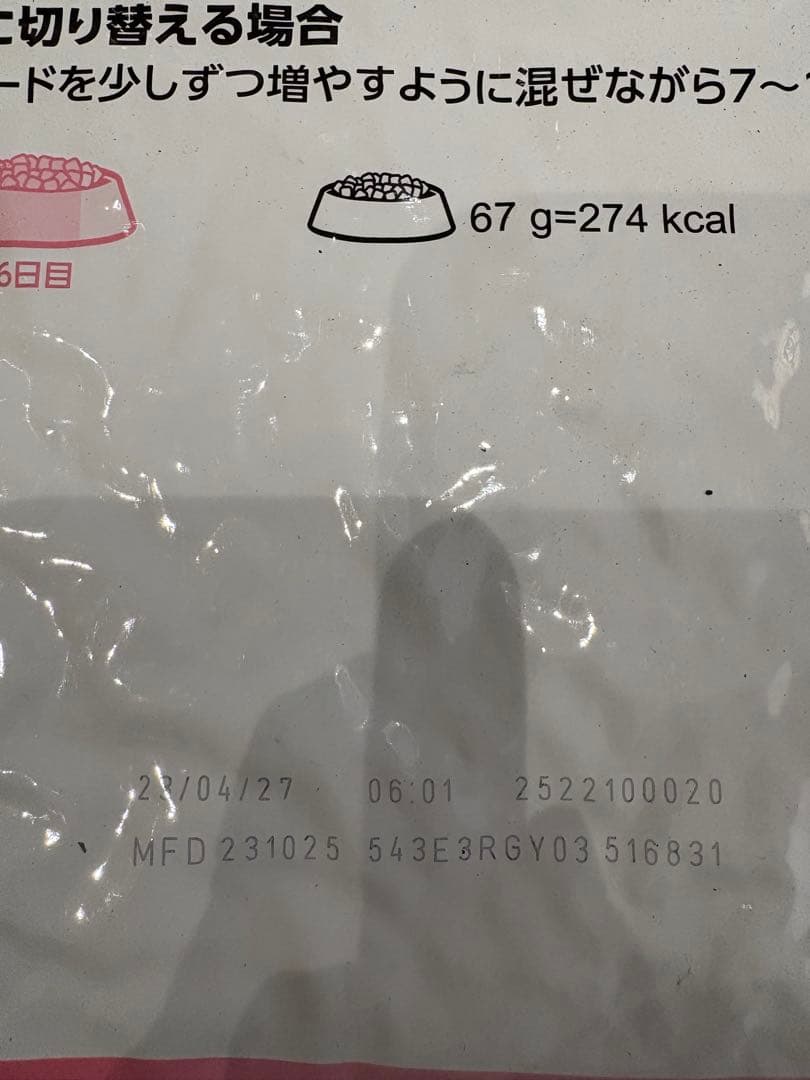 に切り替える場合
ードを少しずつ増やすように混ぜながら7〜
67 g=274 kcal
6日目
23/04/27 06:01 2522100020
MFD 231025 543E3RGY03 516831